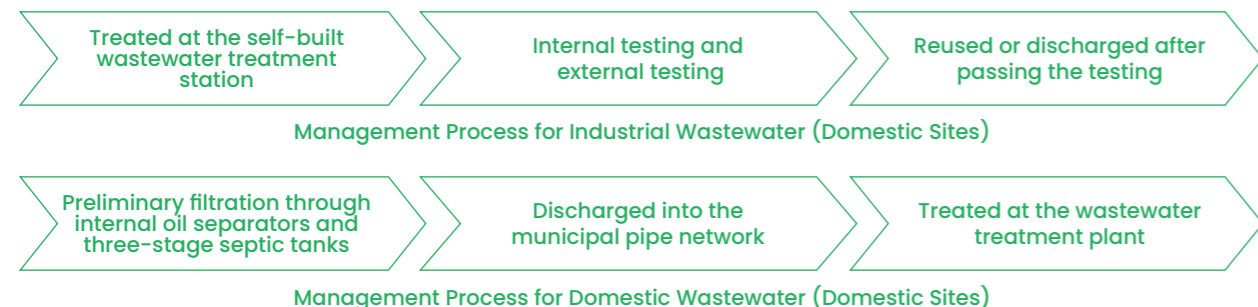 Treated at the self-built
wastewater treatment
station
Internal testing and
external testing
Reused or discharged after
passing the testing
Management Process for Industrial Wastewater (Domestic Sites)
Preliminary filtration through
internal oil separators and
three-stage septic tanks
Discharged into the
municipal pipe network
Treated at the wastewater
treatment plant
Management Process for Domestic Wastewater (Domestic Sites)